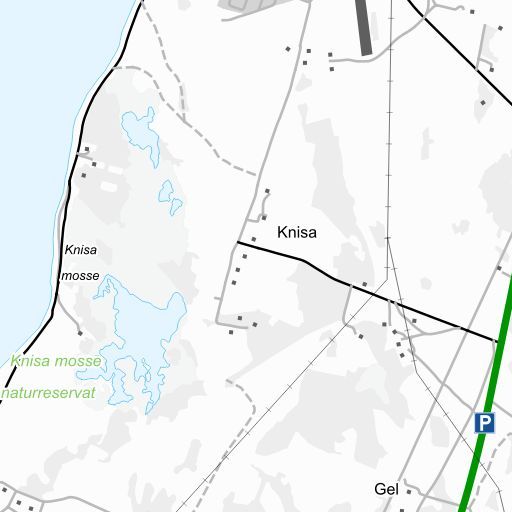 Knisa
Knisa
mosse
Knisa mosse
naturreservat
P
Gel